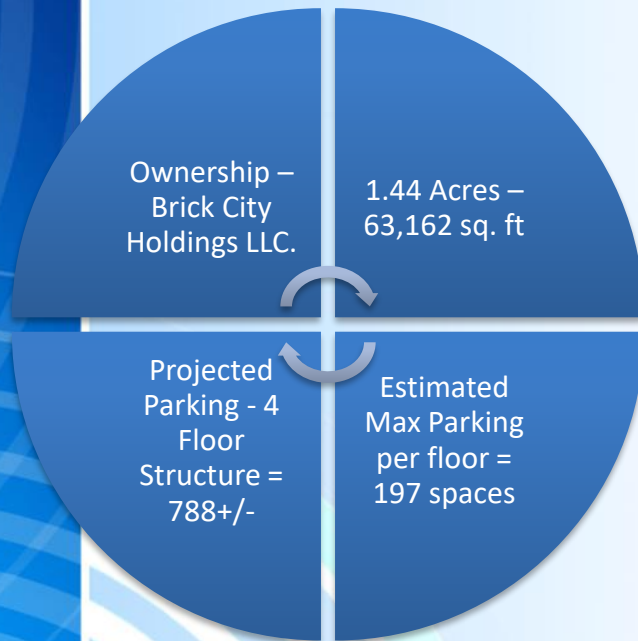 Ownership –
Brick City
Holdings LLC.
1.44 Acres –
63,162 sq. ft
Projected
Parking - 4
Floor
Structure =
788+/-
Estimated
Max Parking
per floor =
197 spaces